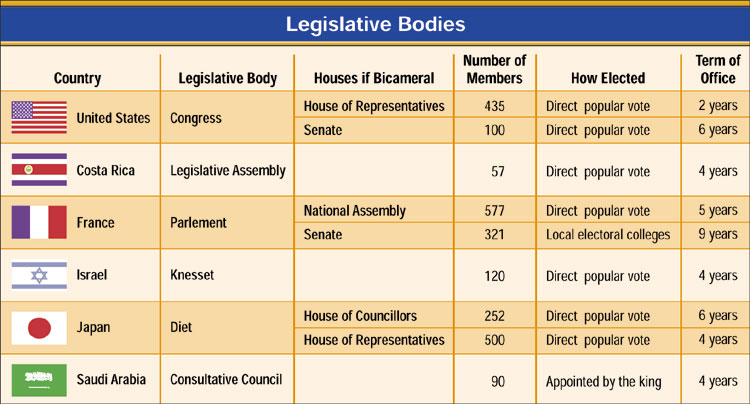 Legislative Bodies
Country Legislative Body Houses if Bicameral Number of Members How Elected Term of Office
United States Congress House of Representatives 435 Direct popular vote 2 years
Senate 100 Direct popular vote 6 years
Costa Rica Legislative Assembly 57 Direct popular vote 4 years
France Parlement National Assembly 577 Direct popular vote 5 years
Senate 321 Local electoral colleges 9 years
Israel Knesset 120 Direct popular vote 4 years
Japan Diet House of Councillors 252 Direct popular vote 6 years
House of Representatives 500 Direct popular vote 4 years
Saudi Arabia Consultative Council 90 Appointed by the king 4 years